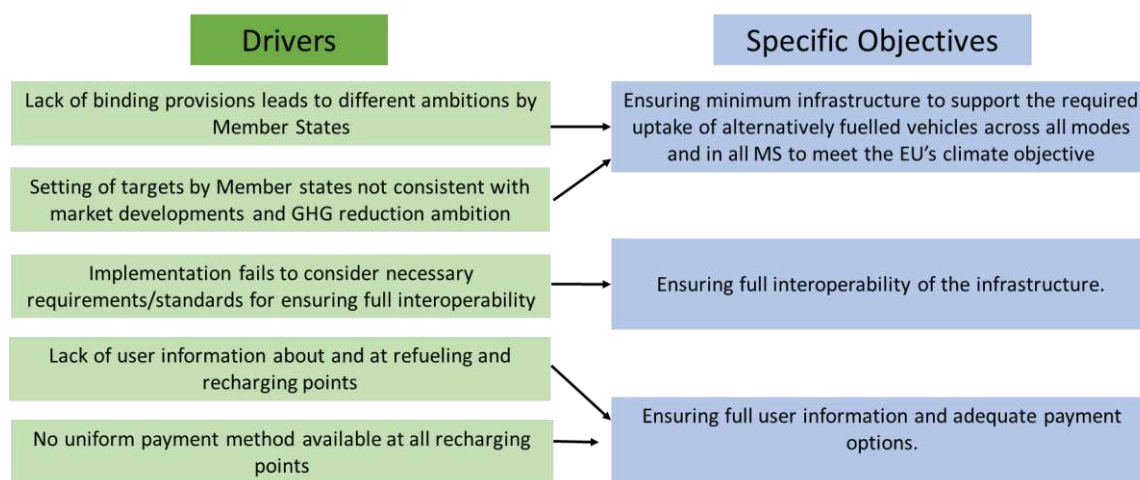 Drivers
Specific Objectives
Lack of binding provisions leads to different ambitions by
Member States
Setting of targets by Member states not consistent with
market developments and GHG reduction ambition
Implementation fails to consider necessary
requirements/standards for ensuring full interoperability
Lack of user information about and at refueling and
recharging points
No uniform payment method available at all recharging
points
Ensuring minimum infrastructure to support the required
uptake of alternatively fuelled vehicles across all modes
and in all MS to meet the EU's climate objective
Ensuring full interoperability of the infrastructure.
Ensuring full user information and adequate payment
options.